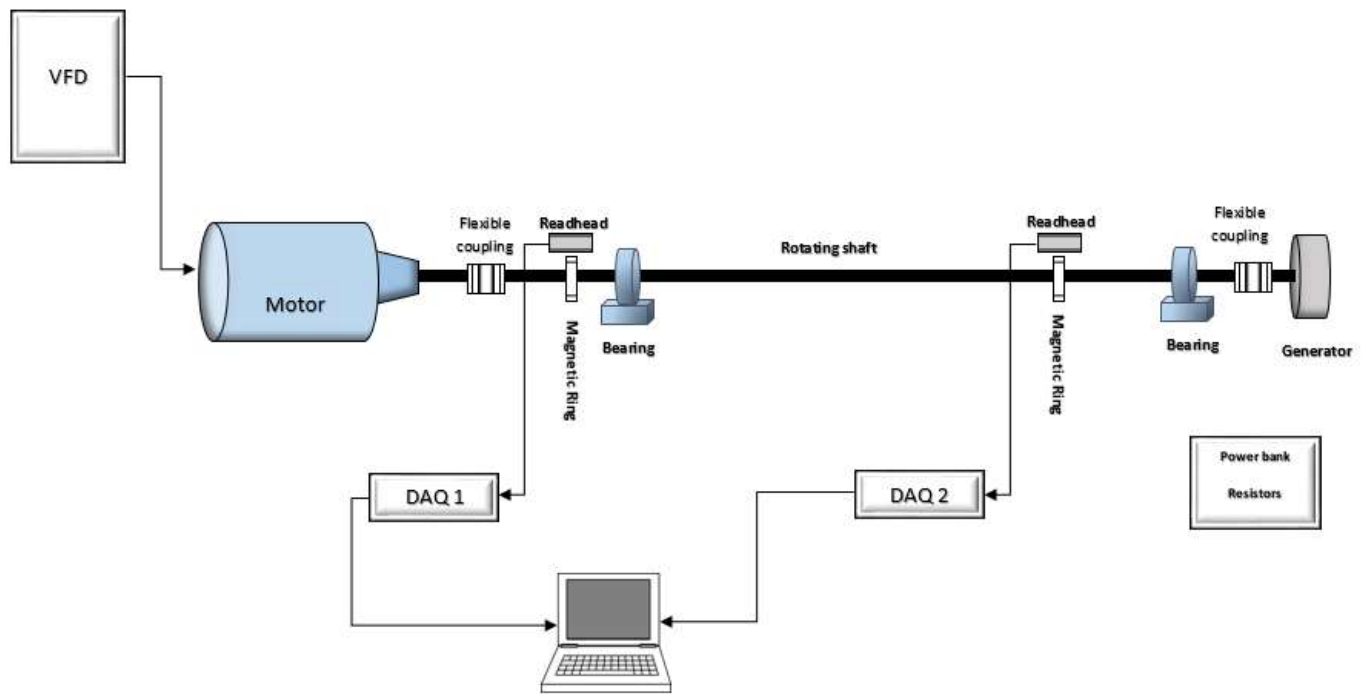 VFD
Motor
Flexible
coupling
Readhead
Magnetic Ring
Bearing
Rotating shaft
Readhead
Magnetic Ring
Bearing
Flexible
coupling
Generator
DAQ 1
DAQ 2
Power bank
Resistors